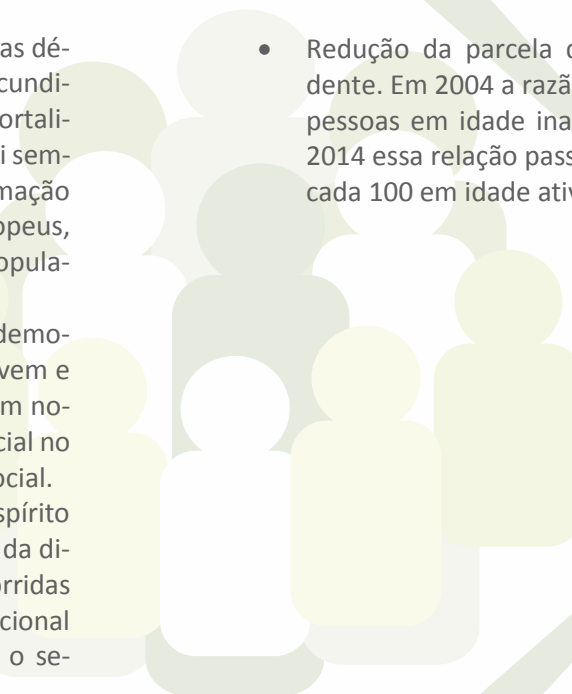 as dé-
cundi-
ortali-
i sem-
mação
opeus,
opula-
demo-
vem e
m no-
cial no
ocial.
spírito
da di-
rridas
cional
o se-
• Redução da parcela
dente. Em 2004 a razã
pessoas em idade ina
2014 essa relação pass
cada 100 em idade ativ